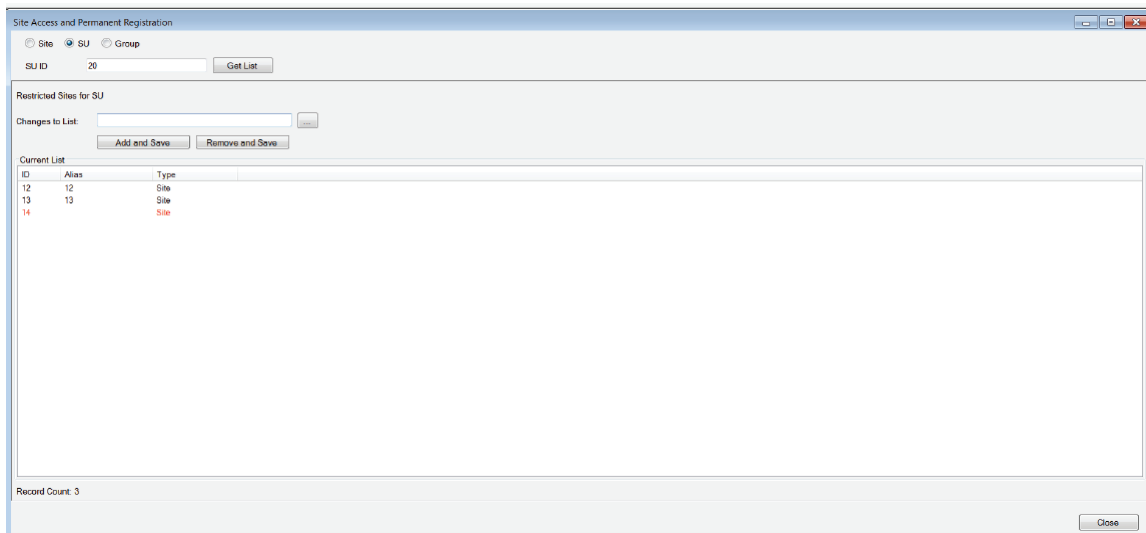 Site Access and Permanent Registration
Site SU Group
SU ID 20 Get List
Restricted Sites for SU
Changes to List: ...
Add and Save Remove and Save
Current List
ID Alias Type
12 12 Site
13 13 Site
14 Site
Record Count: 3
Close